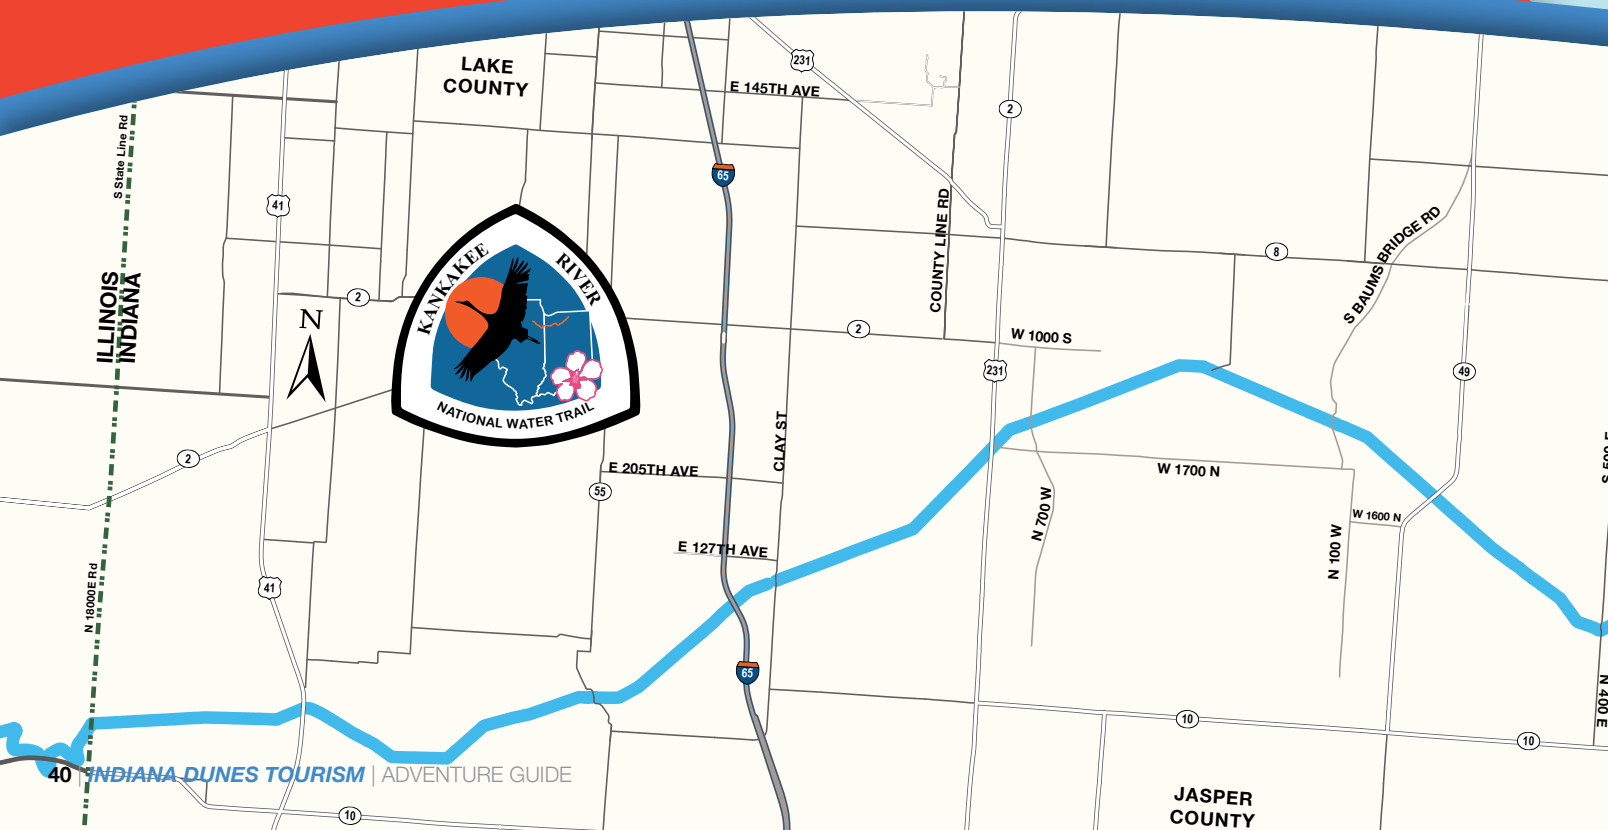 LAKE
COUNTY
231
E 145TH AVE
2
S State Line Rd
65
41
COUNTY LINE RD
S BAUMS BRIDGE RD
8
ILLINOIS
INDIANA
2
N
KANKAKEE RIVER
NATIONAL WATER TRAIL
2
W 1000 S
231
49
CLAY ST
2
E 205TH AVE
55
W 1700 N
N 700 W
W 1600 N
N 100 W
E 127TH AVE
41
N 18000E Rd
65
N 400 E
10
10
40 | INDIANA DUNES TOURISM | ADVENTURE GUIDE
10
JASPER
COUNTY